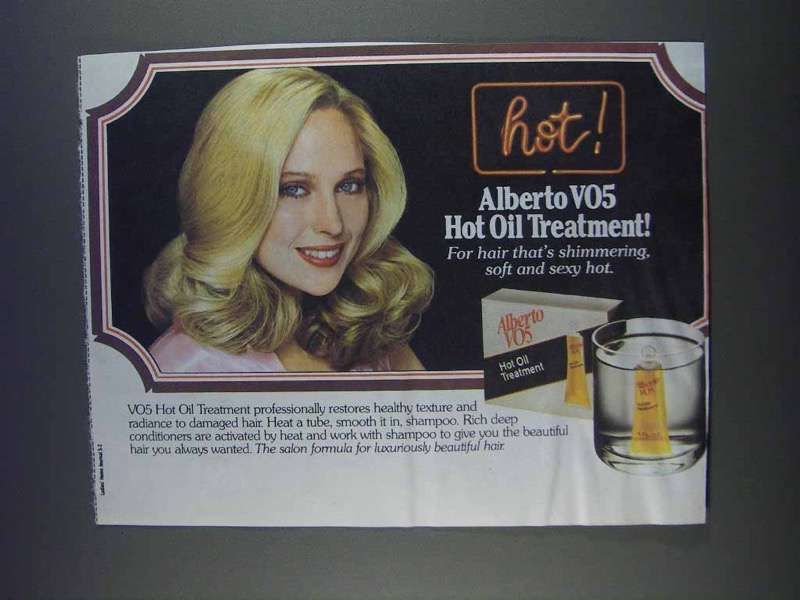 hot!
Alberto VO5
Hot Oil Treatment!
For hair that's shimmering,
soft and sexy hot.
Alberto
VO5
Hot Oil
Treatment
VO5 Hot Oil Treatment professionally restores healthy texture and
radiance to damaged hair. Heat a tube, smooth it in, shampoo. Rich deep
conditioners are activated by heat and work with shampoo to give you the beautiful
hair you always wanted. The salon formula for luxuriously beautiful hair.